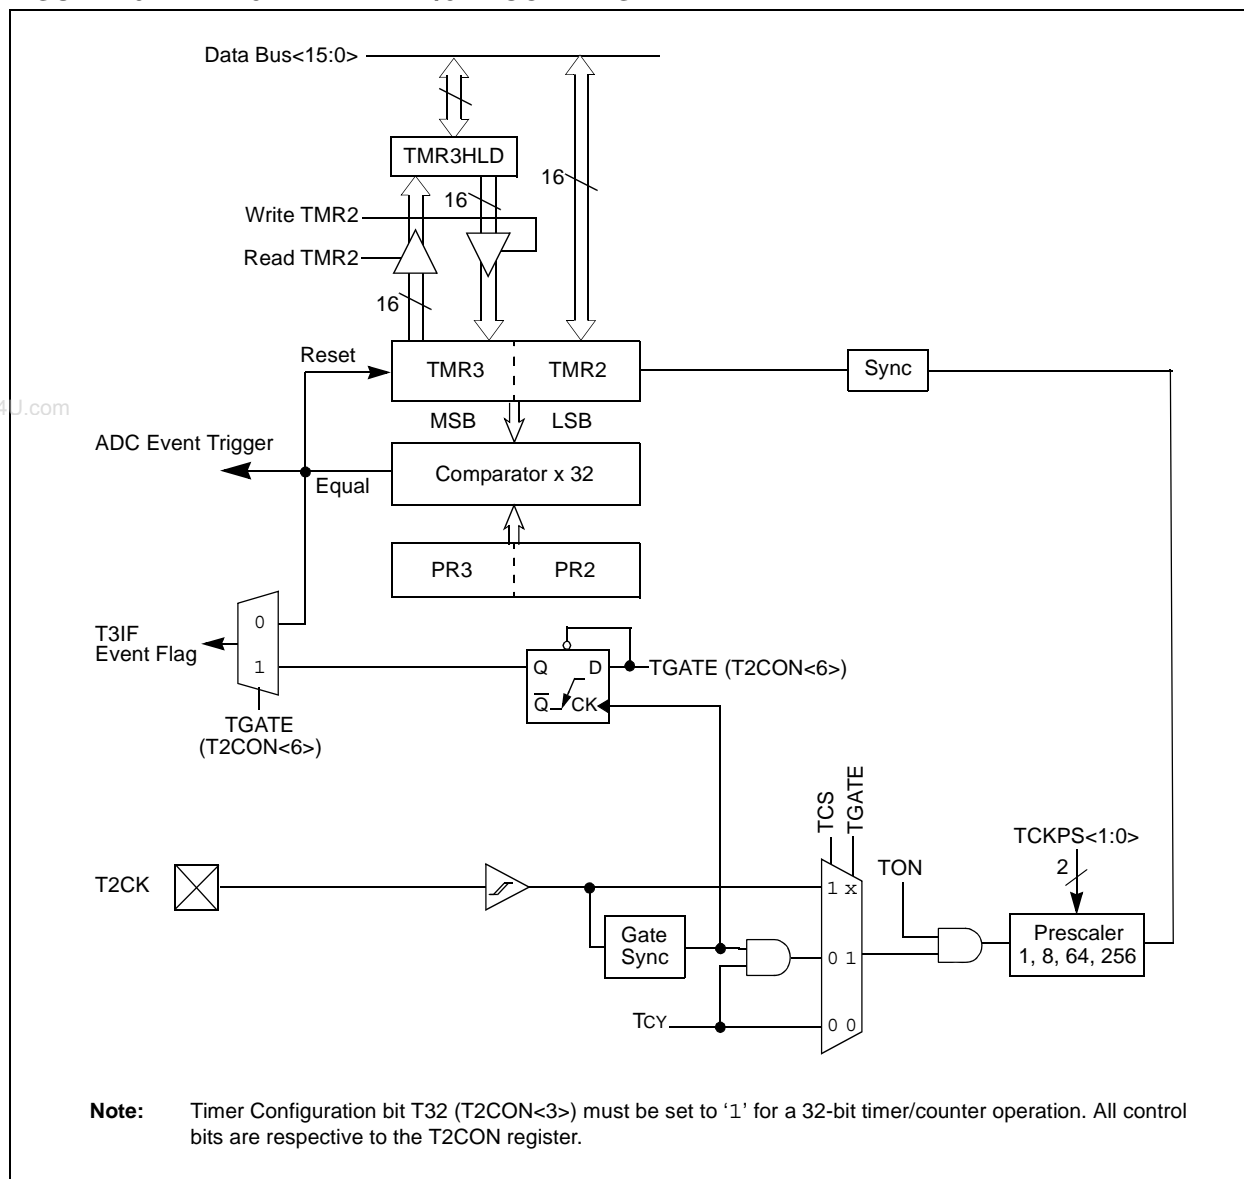 Data Bus<15:0>
TMR3HLD
16
16
Write TMR2
Read TMR2
16
Reset
TMR3
TMR2
Sync
4U.com
MSB
LSB
ADC Event Trigger
Equal
Comparator x 32
PR3
PR2
0
T3IF
Event Flag
1
Q
D
TGATE (T2CON<6>)
Q
CK
TGATE
(T2CON<6>)
TCS
TGATE
TCKPS<1:0>
2
TON
T2CK
1 x
Gate
Sync
0 1
Prescaler
1, 8, 64, 256
TCY
0 0
Note: Timer Configuration bit T32 (T2CON<3>) must be set to ‘1’ for a 32-bit timer/counter operation. All control
bits are respective to the T2CON register.